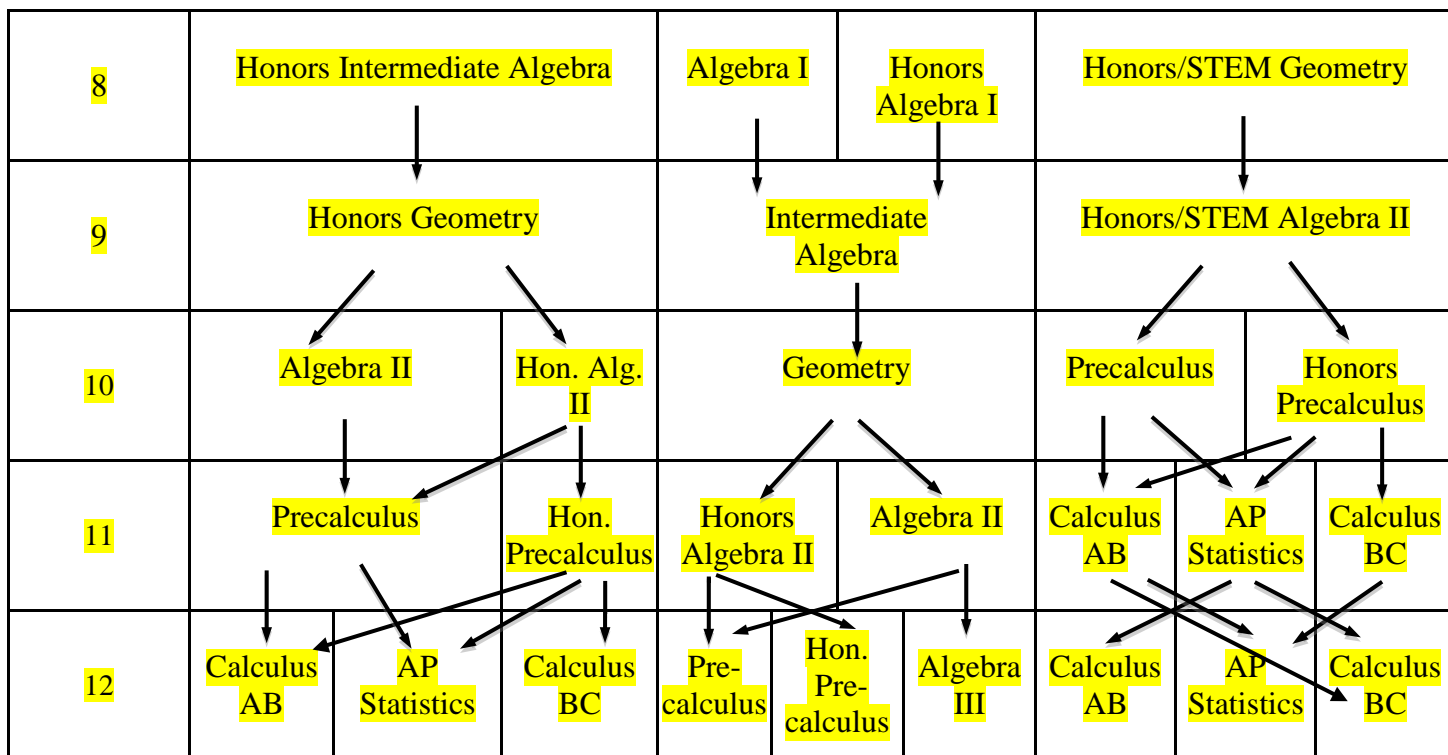 8
Honors Intermediate Algebra
Algebra I
Honors
Algebra I
Honors/STEM Geometry
9
Honors Geometry
Intermediate
Algebra
Honors/STEM Algebra II
10
Algebra II
Hon. Alg.
II
Geometry
Precalculus
Honors
Precalculus
11
Precalculus
Hon.
Precalculus
Honors
Algebra II
Algebra II
Calculus
AB
AP
Statistics
Calculus
BC
12
Calculus
AB
AP
Statistics
Calculus
BC
Pre-
calculus
Hon.
Pre-
calculus
Algebra
III
Calculus
AB
AP
Statistics
Calculus
BC